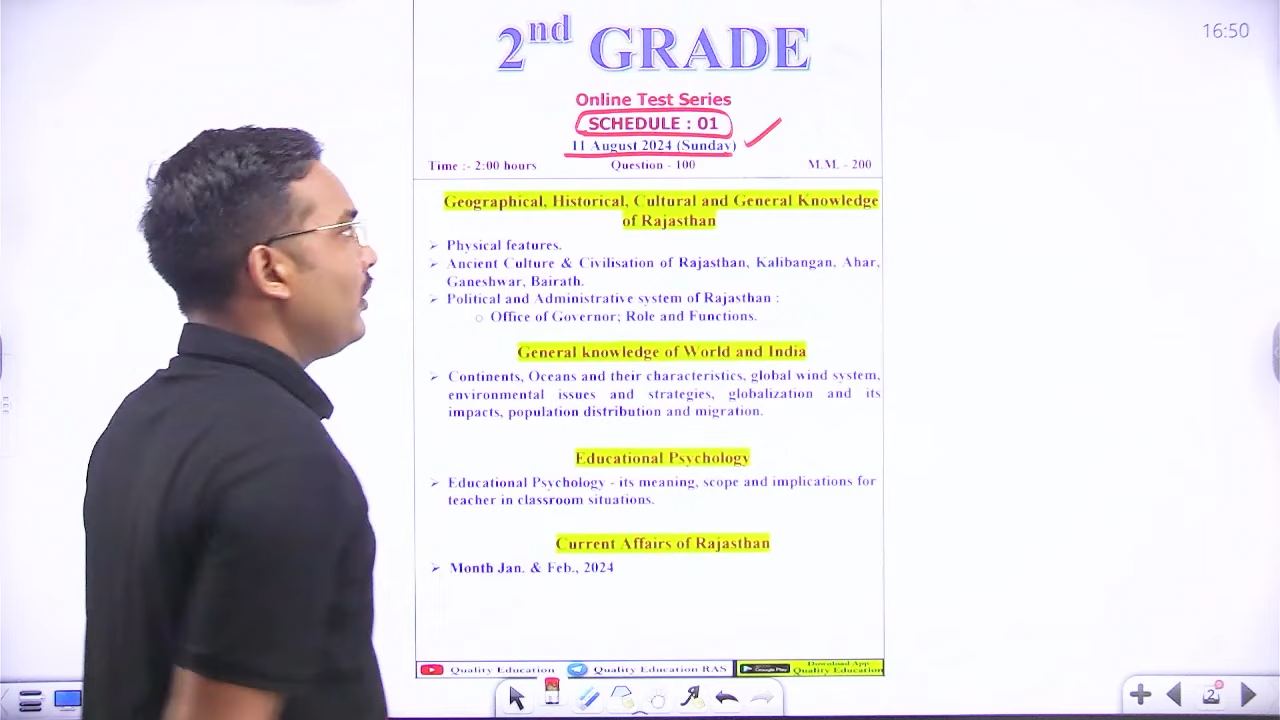 16:50
2nd GRADE
Online Test Series
SCHEDULE : 01
11 August 2024 (Sunday)
Time :- 2:00 hours Question - 100 M.M. - 200
Geographical, Historical, Cultural and General Knowledge
of Rajasthan
➢ Physical features.
➢ Ancient Culture & Civilisation of Rajasthan, Kalibangan, Ahar,
Ganeshwar, Bairath.
➢ Political and Administrative system of Rajasthan :
○ Office of Governor; Role and Functions.
General knowledge of World and India
➢ Continents, Oceans and their characteristics, global wind system,
environmental issues and strategies, globalization and its
impacts, population distribution and migration.
Educational Psychology
➢ Educational Psychology - its meaning, scope and implications for
teacher in classroom situations.
Current Affairs of Rajasthan
➢ Month Jan. & Feb., 2024
Quality Education Quality Education RAS Google Play Download App
Quality Education
2